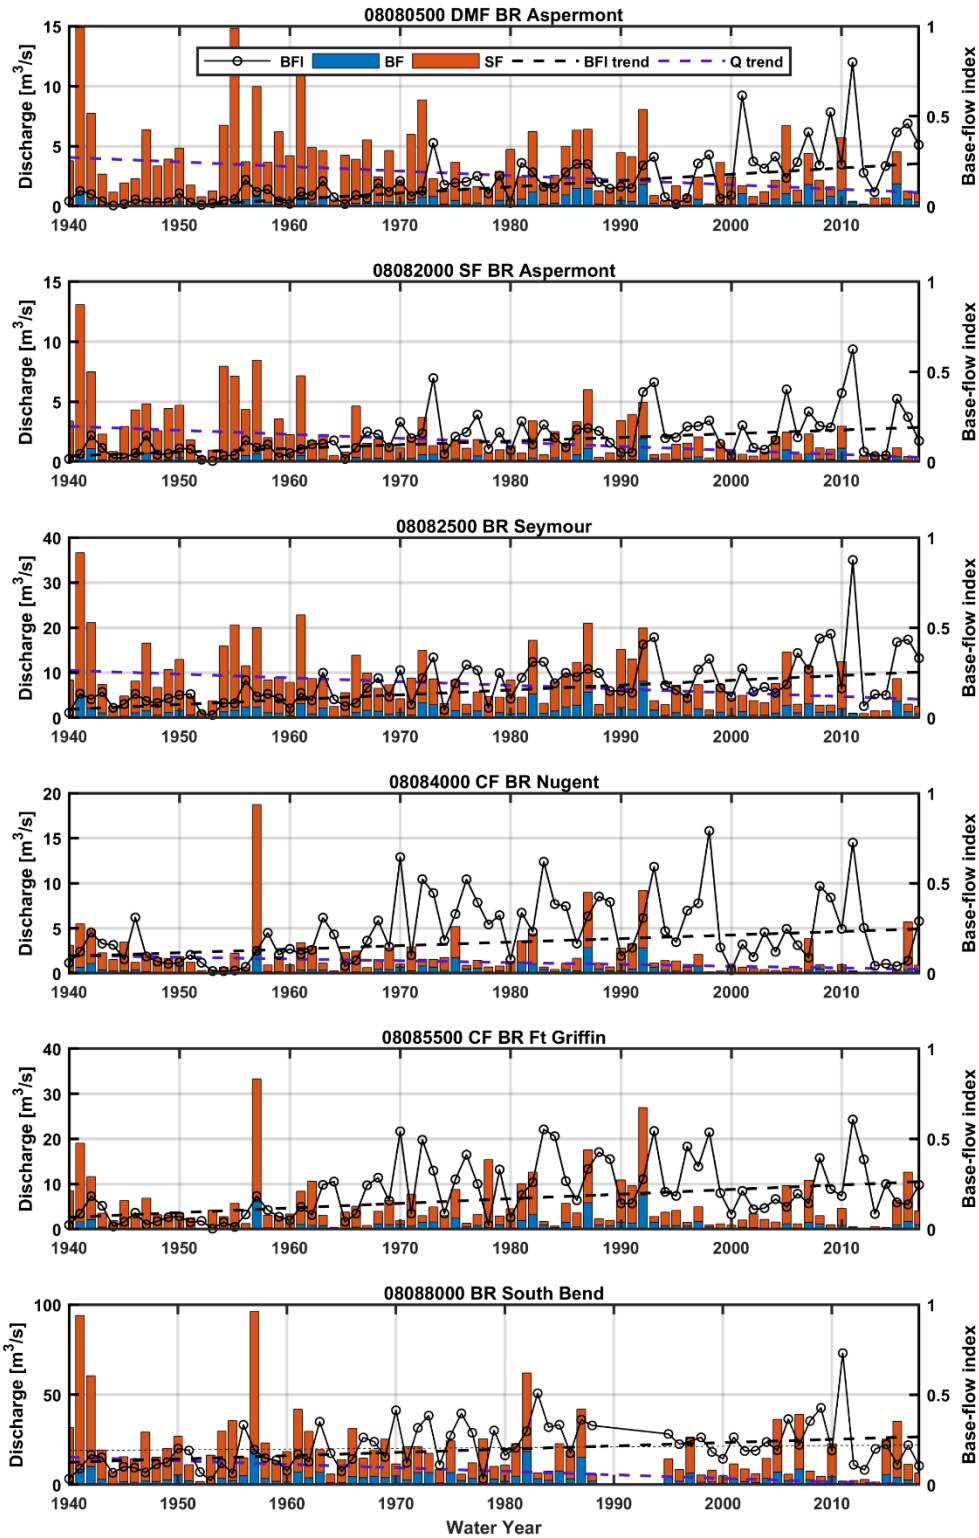 08080500 DMF BR Aspermont
BFI BF SF BFI trend Q trend
Discharge [m³/s]
15
10
5
0
1
0.5
0
Base-flow index
1940 1950 1960 1970 1980 1990 2000 2010
08082000 SF BR Aspermont
Discharge [m³/s]
15
10
5
0
1
0.5
0
Base-flow index
1940 1950 1960 1970 1980 1990 2000 2010
08082500 BR Seymour
Discharge [m³/s]
40
30
20
10
0
1
0.5
0
Base-flow index
1940 1950 1960 1970 1980 1990 2000 2010
08084000 CF BR Nugent
Discharge [m³/s]
20
15
10
5
0
1
0.5
0
Base-flow index
1940 1950 1960 1970 1980 1990 2000 2010
08085500 CF BR Ft Griffin
Discharge [m³/s]
40
30
20
10
0
1
0.5
0
Base-flow index
1940 1950 1960 1970 1980 1990 2000 2010
08088000 BR South Bend
Discharge [m³/s]
100
50
0
1
0.5
0
Base-flow index
1940 1950 1960 1970 1980 1990 2000 2010
Water Year